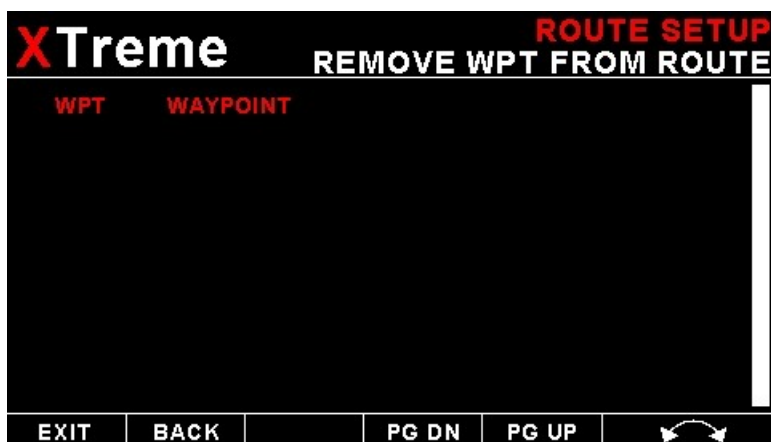 XTreme
ROUTE SETUP
REMOVE WPT FROM ROUTE
WPT WAYPOINT
EXIT BACK PG DN PG UP